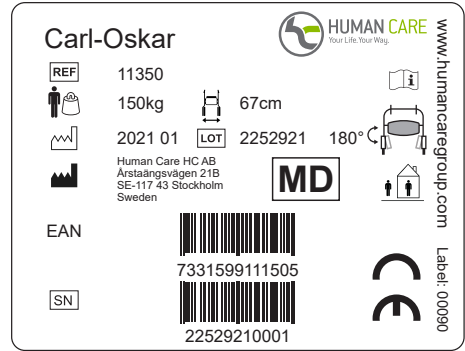 Carl-Oskar
HUMAN CARE
Your Life.Your Way.
REF 11350
150kg 67cm
2021 01 LOT 2252921 180°
Human Care HC AB
Årstaängsvägen 21B
SE-117 43 Stockholm
Sweden
MD
EAN
7331599111505
SN
22529210001
www.humancaregroup.com
Label: 00090
i
CE